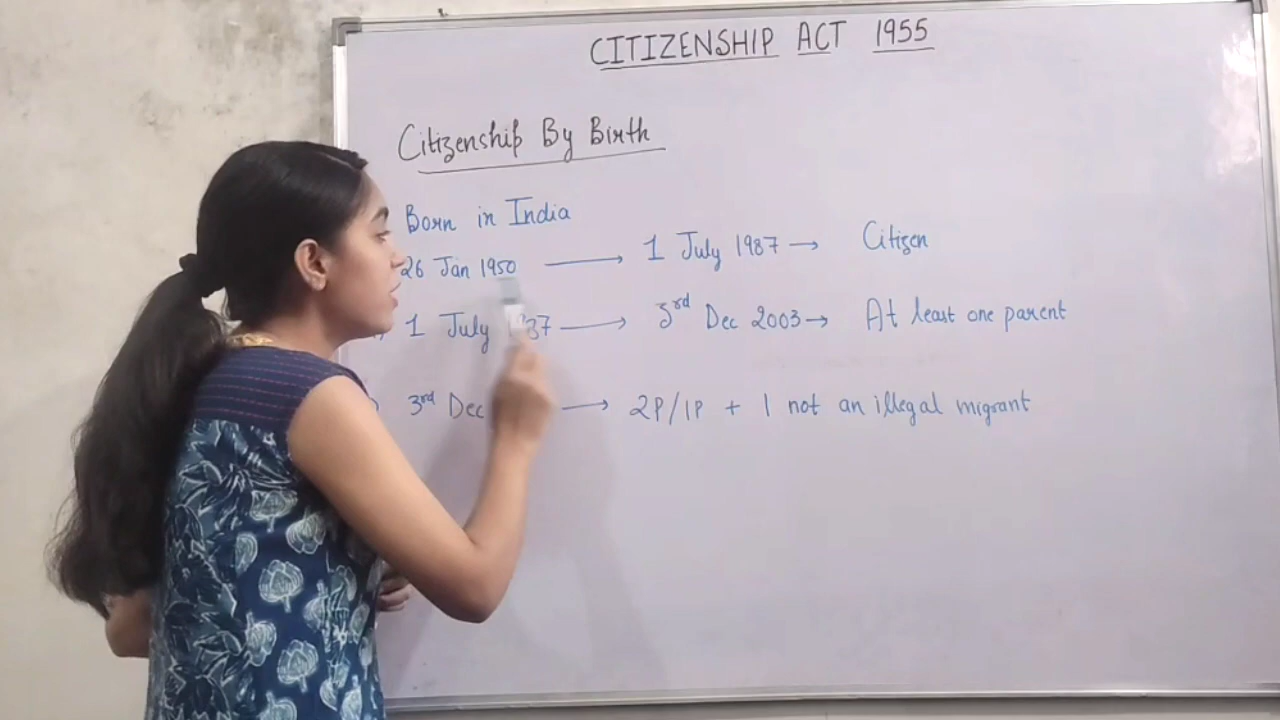 CITIZENSHIP ACT 1955
Citizenship By Birth
Born in India
26 Jan 1950 → 1 July 1987 → Citizen
1 July → 3rd Dec 2003 → At least one parent
3rd Dec → 2P/1P + 1 not an illegal migrant